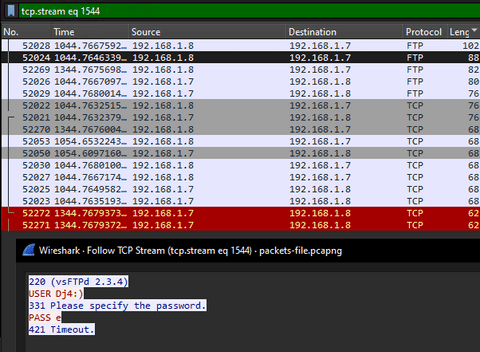 tcp.stream eq 1544
No. Time Source Destination Protocol Leng
52028 1044.7667592… 192.168.1.8 192.168.1.7 FTP 102
52024 1044.7646339… 192.168.1.8 192.168.1.7 FTP 88
52269 1344.7675698… 192.168.1.8 192.168.1.7 FTP 82
52026 1044.7667097… 192.168.1.7 192.168.1.8 FTP 80
52029 1044.7680014… 192.168.1.7 192.168.1.8 FTP 76
52022 1044.7632515… 192.168.1.8 192.168.1.7 TCP 76
52021 1044.7632379… 192.168.1.7 192.168.1.8 TCP 76
52270 1344.7676004… 192.168.1.7 192.168.1.8 TCP 68
52053 1054.6532243… 192.168.1.8 192.168.1.7 TCP 68
52050 1054.6097160… 192.168.1.7 192.168.1.8 TCP 68
52030 1044.7680100… 192.168.1.8 192.168.1.7 TCP 68
52027 1044.7667174… 192.168.1.8 192.168.1.7 TCP 68
52025 1044.7649582… 192.168.1.7 192.168.1.8 TCP 68
52023 1044.7635193… 192.168.1.7 192.168.1.8 TCP 68
52272 1344.7679373… 192.168.1.7 192.168.1.8 TCP 62
52271 1344.7679372… 192.168.1.7 192.168.1.8 TCP 62
Wireshark · Follow TCP Stream (tcp.stream eq 1544) · packets-file.pcapng
220 (vsFTPd 2.3.4)
USER Dj4:)
331 Please specify the password.
PASS e
421 Timeout.